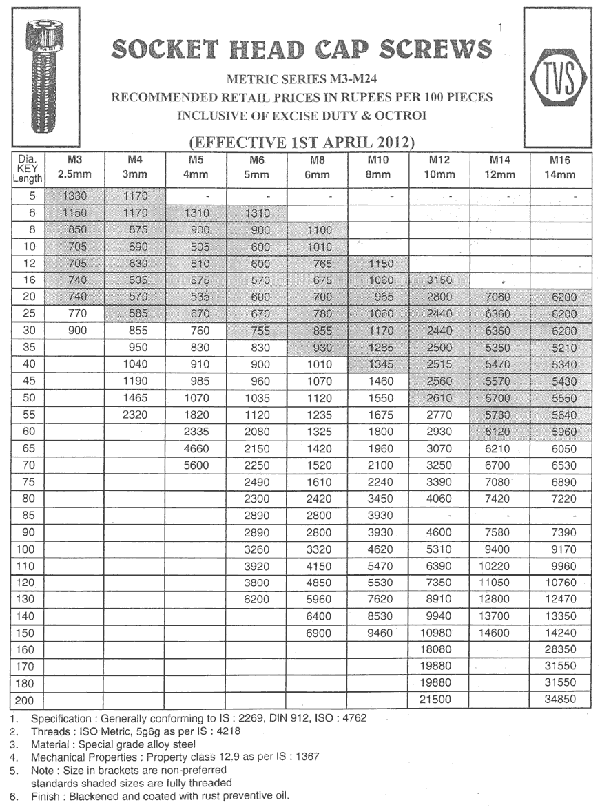 1
SOCKET HEAD CAP SCREWS
TVS
METRIC SERIES M3-M24
RECOMMENDED RETAIL PRICES IN RUPEES PER 100 PIECES
INCLUSIVE OF EXCISE DUTY & OCTROI
(EFFECTIVE 1ST APRIL 2012)
Dia. M3 M4 M5 M6 M8 M10 M12 M14 M16
KEY 2.5mm 3mm 4mm 5mm 6mm 8mm 10mm 12mm 14mm
Length
5 1330 1170 - - - - - - -
6 1150 1170 1310 1310
8 850 875 900 900 1100
10 705 590 600 1010
12 705 630 510 600 765 1150
16 740 535 575 570 675 1060 3150 - -
20 740 570 535 600 700 965 2800 7060 6200
25 770 585 670 670 780 1060 2440 6360 6200
30 900 855 760 755 855 1170 2440 6350 6200
35 950 830 830 930 1285 2500 5350 5210
40 1040 910 900 1010 1345 2515 5470 5340
45 1190 985 960 1070 1460 2560 5570 5430
50 1465 1070 1035 1120 1550 2610 5700 5550
55 2320 1820 1120 1235 1675 2770 5780 5640
60 2335 2080 1325 1800 2930 6120 5960
65 4660 2150 1420 1960 3070 6210 6050
70 5600 2250 1520 2100 3250 6700 6530
75 2490 1610 2240 3390 7080 6890
80 2300 2420 3450 4060 7420 7220
85 2890 2800 3930 - - -
90 2890 2800 3930 4600 7580 7390
100 3260 3320 4620 5310 9400 9170
110 3920 4150 5470 6390 10220 9960
120 3800 4850 5530 7350 11050 10760
130 6200 5960 7620 8910 12800 12470
140 6400 8530 9940 13700 13350
150 6900 9460 10980 14600 14240
160 18080 - 28350
170 19880 - 31550
180 19880 - 31550
200 21500 34850
1. Specification : Generally conforming to IS : 2269, DIN 912, ISO : 4762
2. Threads : ISO Metric, 5g6g as per IS : 4218
3. Material : Special grade alloy steel
4. Mechanical Properties : Property class 12.9 as per IS : 1367
5. Note : Size in brackets are non-preferred
standards shaded sizes are fully threaded
6. Finish : Blackened and coated with rust preventive oil.